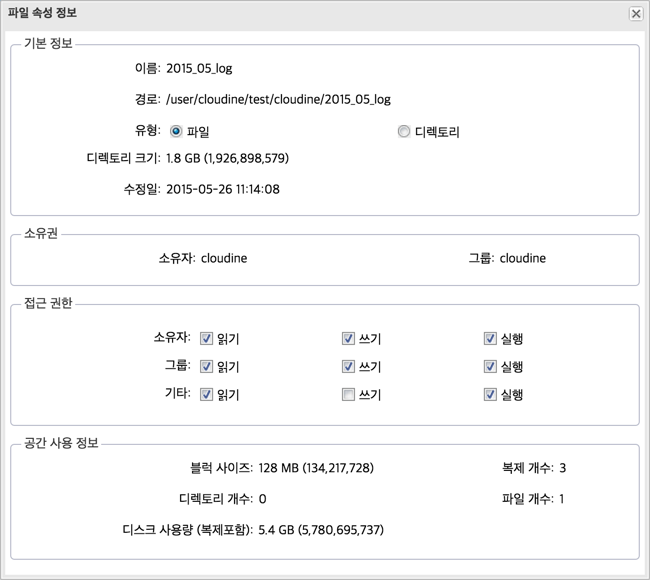 파일 속성 정보
기본 정보
이름: 2015_05_log
경로: /user/cloudine/test/cloudine/2015_05_log
유형: 파일 디렉토리
디렉토리 크기: 1.8 GB (1,926,898,579)
수정일: 2015-05-26 11:14:08
소유권
소유자: cloudine 그룹: cloudine
접근 권한
소유자: 읽기 쓰기 실행
그룹: 읽기 쓰기 실행
기타: 읽기 쓰기 실행
공간 사용 정보
블럭 사이즈: 128 MB (134,217,728) 복제 개수: 3
디렉토리 개수: 0 파일 개수: 1
디스크 사용량 (복제포함): 5.4 GB (5,780,695,737)